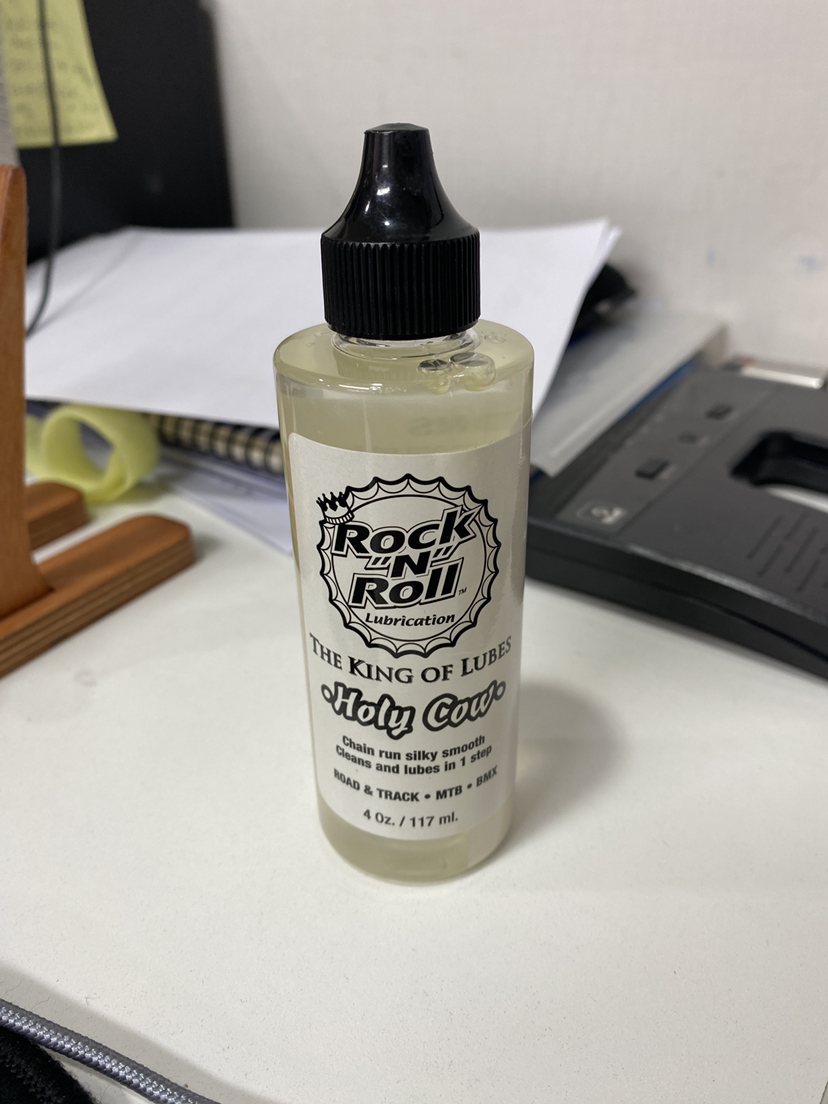 Rock
"N"
Roll™
Lubrication
THE KING OF LUBES
•Holy Cow•
Chain run silky smooth
Cleans and lubes in 1 step
ROAD & TRACK • MTB • BMX
4 Oz. / 117 ml.